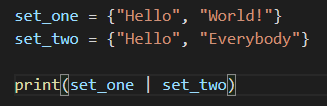 set_one = {"Hello", "World!"}
set_two = {"Hello", "Everybody"}
print(set_one | set_two)